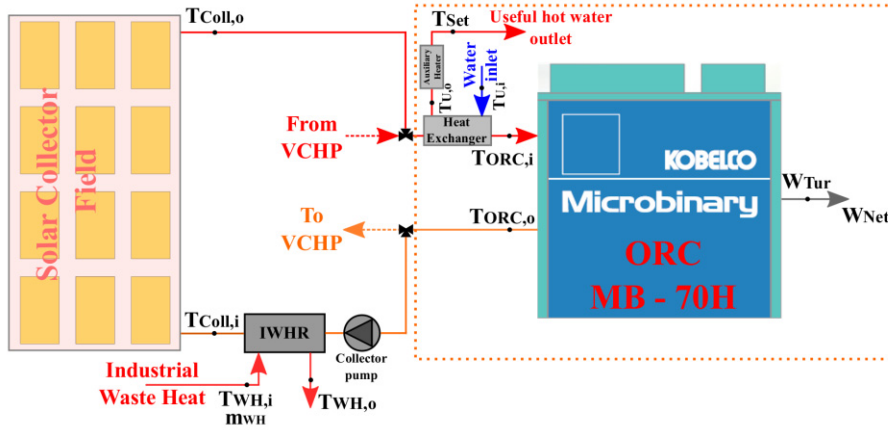 TColl,o
TSet
Useful hot water
outlet
Auxiliary
Heater
Water
inlet
TU,o
TU,i
Solar Collector
Field
From
VCHP
Heat
Exchanger
TORC,i
KOBELCO
Microbinary
ORC
MB - 70H
WTur
WNet
To
VCHP
TORC,o
TColl,i
IWHR
Collector
pump
Industrial
Waste Heat
TWH,i
mWH
TWH,o